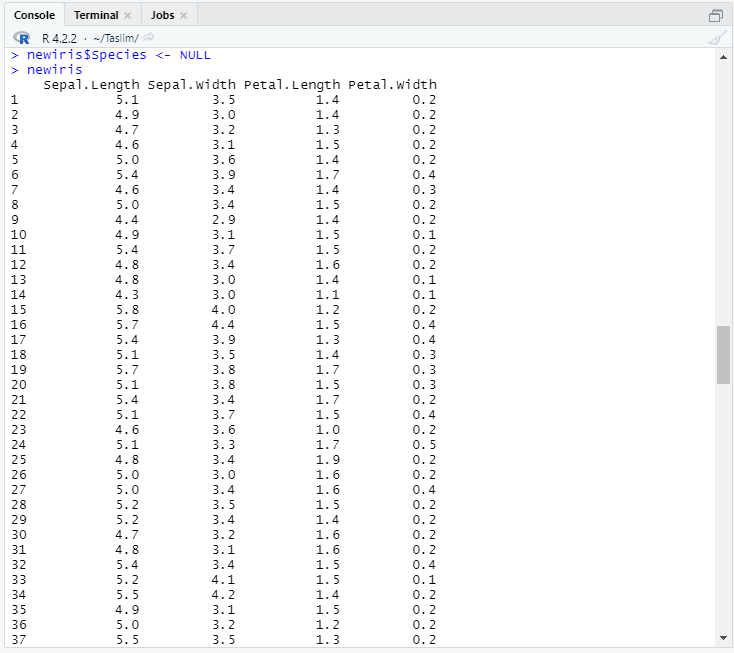 Console Terminal × Jobs ×
R R 4.2.2 · ~/Taslim/
> newiris$Species <- NULL
> newiris
Sepal.Length Sepal.Width Petal.Length Petal.Width
1 5.1 3.5 1.4 0.2
2 4.9 3.0 1.4 0.2
3 4.7 3.2 1.3 0.2
4 4.6 3.1 1.5 0.2
5 5.0 3.6 1.4 0.2
6 5.4 3.9 1.7 0.4
7 4.6 3.4 1.4 0.3
8 5.0 3.4 1.5 0.2
9 4.4 2.9 1.4 0.2
10 4.9 3.1 1.5 0.1
11 5.4 3.7 1.5 0.2
12 4.8 3.4 1.6 0.2
13 4.8 3.0 1.4 0.1
14 4.3 3.0 1.1 0.1
15 5.8 4.0 1.2 0.2
16 5.7 4.4 1.5 0.4
17 5.4 3.9 1.3 0.4
18 5.1 3.5 1.4 0.3
19 5.7 3.8 1.7 0.3
20 5.1 3.8 1.5 0.3
21 5.4 3.4 1.7 0.2
22 5.1 3.7 1.5 0.4
23 4.6 3.6 1.0 0.2
24 5.1 3.3 1.7 0.5
25 4.8 3.4 1.9 0.2
26 5.0 3.0 1.6 0.2
27 5.0 3.4 1.6 0.4
28 5.2 3.5 1.5 0.2
29 5.2 3.4 1.4 0.2
30 4.7 3.2 1.6 0.2
31 4.8 3.1 1.6 0.2
32 5.4 3.4 1.5 0.4
33 5.2 4.1 1.5 0.1
34 5.5 4.2 1.4 0.2
35 4.9 3.1 1.5 0.2
36 5.0 3.2 1.2 0.2
37 5.5 3.5 1.3 0.2